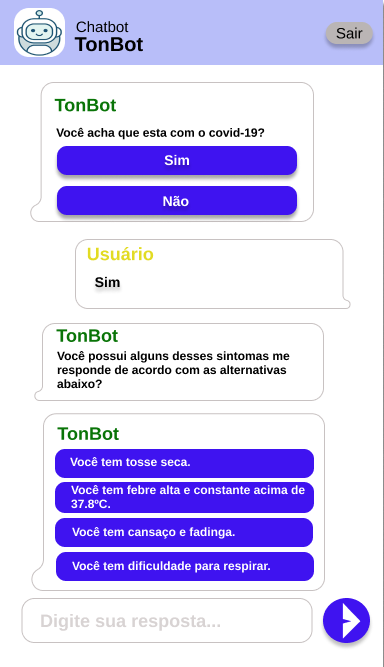 Chatbot
TonBot
Sair
TonBot
Você acha que esta com o covid-19?
Sim
Não
Usuário
Sim
TonBot
Você possui alguns desses sintomas me
responde de acordo com as alternativas
abaixo?
TonBot
Você tem tosse seca.
Você tem febre alta e constante acima de
37.8ºC.
Você tem cansaço e fadinga.
Você tem dificuldade para respirar.
Digite sua resposta...